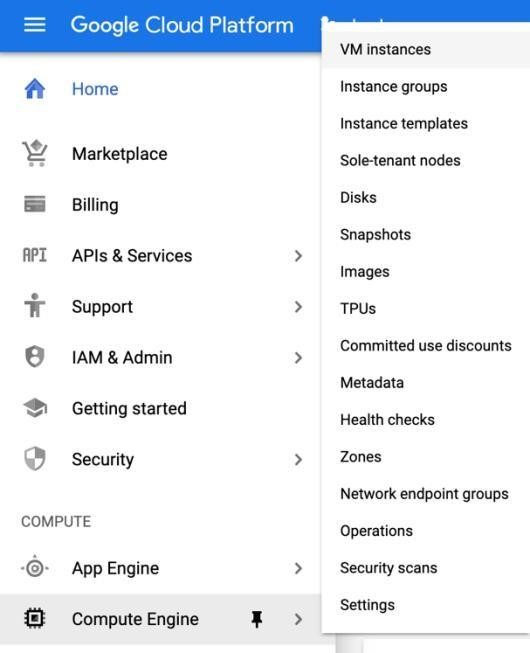 Google Cloud Platform
Home
Marketplace
Billing
API APIs & Services
Support
IAM & Admin
Getting started
Security
COMPUTE
App Engine
Compute Engine
VM instances
Instance groups
Instance templates
Sole-tenant nodes
Disks
Snapshots
Images
TPUs
Committed use discounts
Metadata
Health checks
Zones
Network endpoint groups
Operations
Security scans
Settings